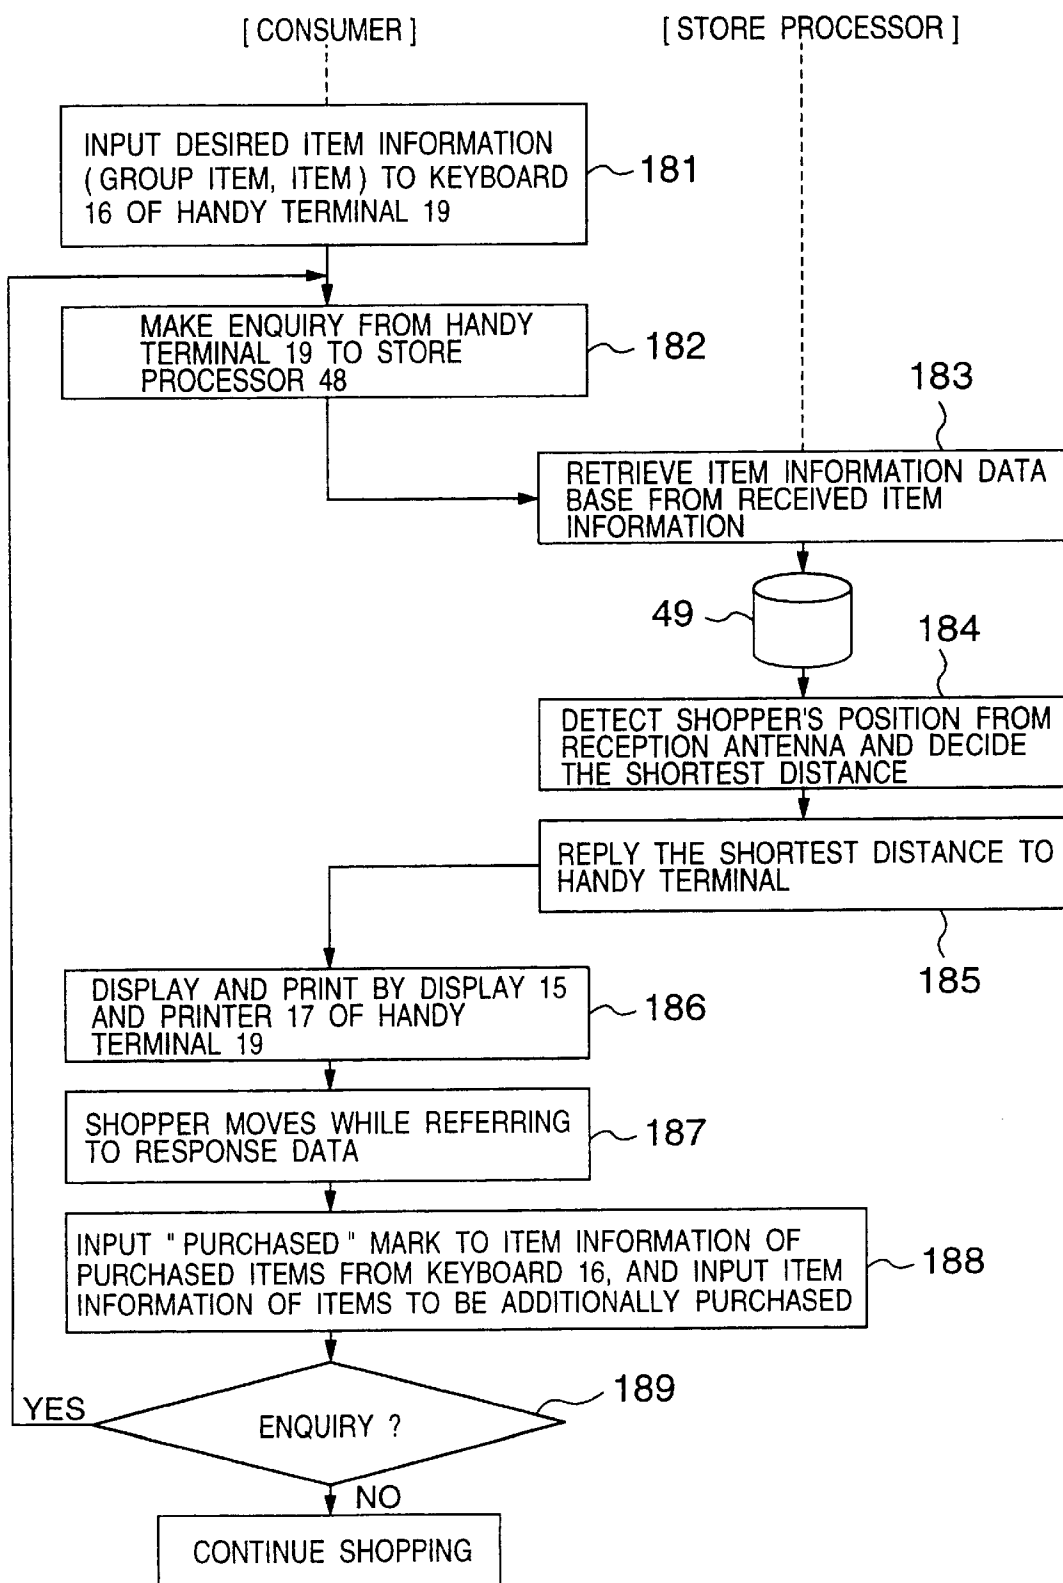 [ CONSUMER ]
[ STORE PROCESSOR ]
INPUT DESIRED ITEM INFORMATION
( GROUP ITEM, ITEM ) TO KEYBOARD
16 OF HANDY TERMINAL 19
181
MAKE ENQUIRY FROM HANDY
TERMINAL 19 TO STORE
PROCESSOR 48
182
183
RETRIEVE ITEM INFORMATION DATA
BASE FROM RECEIVED ITEM
INFORMATION
49
184
DETECT SHOPPER'S POSITION FROM
RECEPTION ANTENNA AND DECIDE
THE SHORTEST DISTANCE
REPLY THE SHORTEST DISTANCE TO
HANDY TERMINAL
185
DISPLAY AND PRINT BY DISPLAY 15
AND PRINTER 17 OF HANDY
TERMINAL 19
186
SHOPPER MOVES WHILE REFERRING
TO RESPONSE DATA
187
INPUT " PURCHASED " MARK TO ITEM INFORMATION OF
PURCHASED ITEMS FROM KEYBOARD 16, AND INPUT ITEM
INFORMATION OF ITEMS TO BE ADDITIONALLY PURCHASED
188
189
YES
ENQUIRY ?
NO
CONTINUE SHOPPING